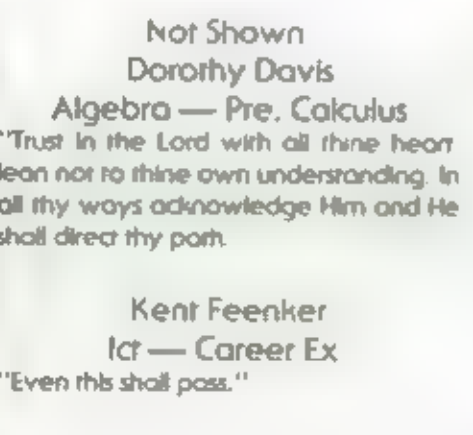 Not Shown
Dorothy Davis
Algebra — Pre. Calculus
"Trust in the Lord with all thine heart
lean not to thine own understanding. In
all thy ways acknowledge Him and He
shall direct thy path.
Kent Feenker
Ict — Career Ex
"Even this shall pass."